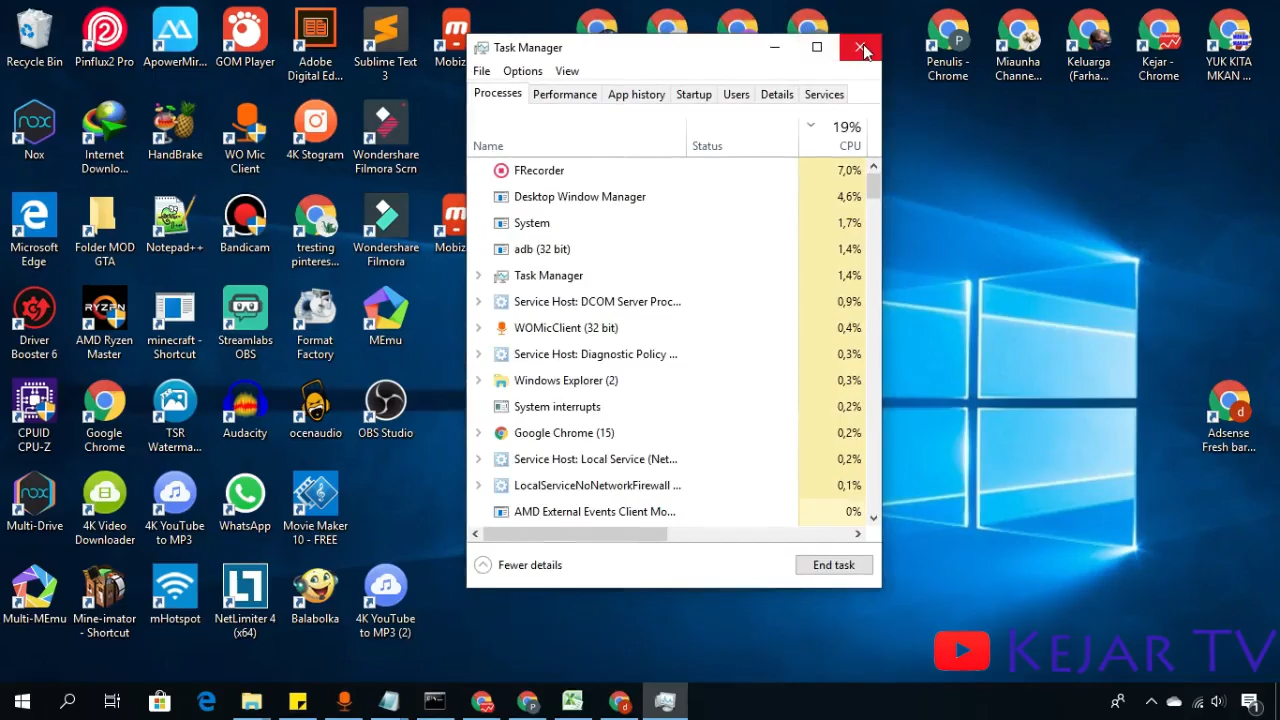 Recycle Bin
Pinflux2 Pro
ApowerMir...
GOM Player
Adobe
Digital Ed...
Sublime Text
3
Mobiz
Penulis -
Chrome
Miaunha
Channe...
Keluarga
(Farha...
Kejar -
Chrome
YUK KITA
MKAN ...
Nox
Internet
Downlo...
HandBrake
WO Mic
Client
4K Stogram
Wondershare
Filmora Scrn
Microsoft
Edge
Folder MOD
GTA
Notepad++
Bandicam
tresting
pinteres...
Wondershare
Filmora
Mobiz
Driver
Booster 6
RYZEN
AMD Ryzen
Master
minecraft -
Shortcut
Streamlabs
OBS
Format
Factory
MEmu
CPUID
CPU-Z
Google
Chrome
TSR
Waterma...
Audacity
ocenaudio
OBS Studio
Multi-Drive
4K Video
Downloader
4K YouTube
to MP3
WhatsApp
Movie Maker
10 - FREE
Multi-MEmu
Mine-imator
- Shortcut
mHotspot
NetLimiter 4
(x64)
Balabolka
4K YouTube
to MP3 (2)
Adsense
Fresh bar...
Task Manager
File Options View
Processes Performance App history Startup Users Details Services
19%
Name Status CPU
FRecorder 7,0%
Desktop Window Manager 4,6%
System 1,7%
adb (32 bit) 1,4%
Task Manager 1,4%
Service Host: DCOM Server Proc... 0,9%
WOMicClient (32 bit) 0,4%
Service Host: Diagnostic Policy ... 0,3%
Windows Explorer (2) 0,3%
System interrupts 0,2%
Google Chrome (15) 0,2%
Service Host: Local Service (Net... 0,2%
LocalServiceNoNetworkFirewall ... 0,1%
AMD External Events Client Mo... 0%
Fewer details
End task
Kejar TV